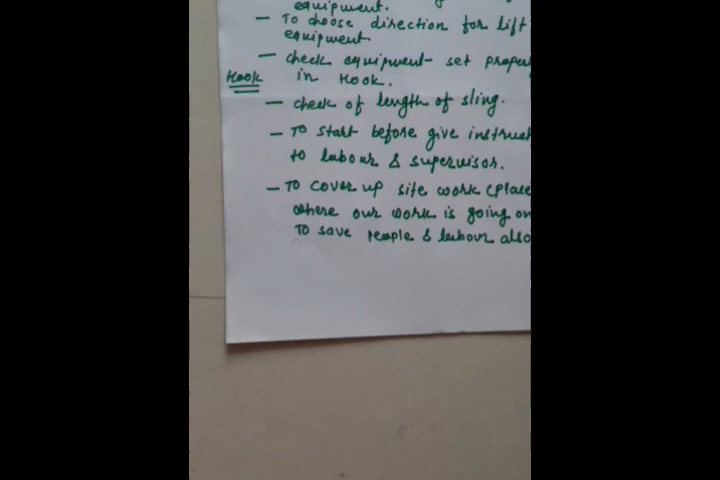 equipment.
- To choose direction for lift
equipment
- check equipment- set proper
Hook in Hook.
- check of length of sling.
- To start before give instruct
to labour & supervisor.
- To cover up site work (place
where our work is going on
To save people & labour also